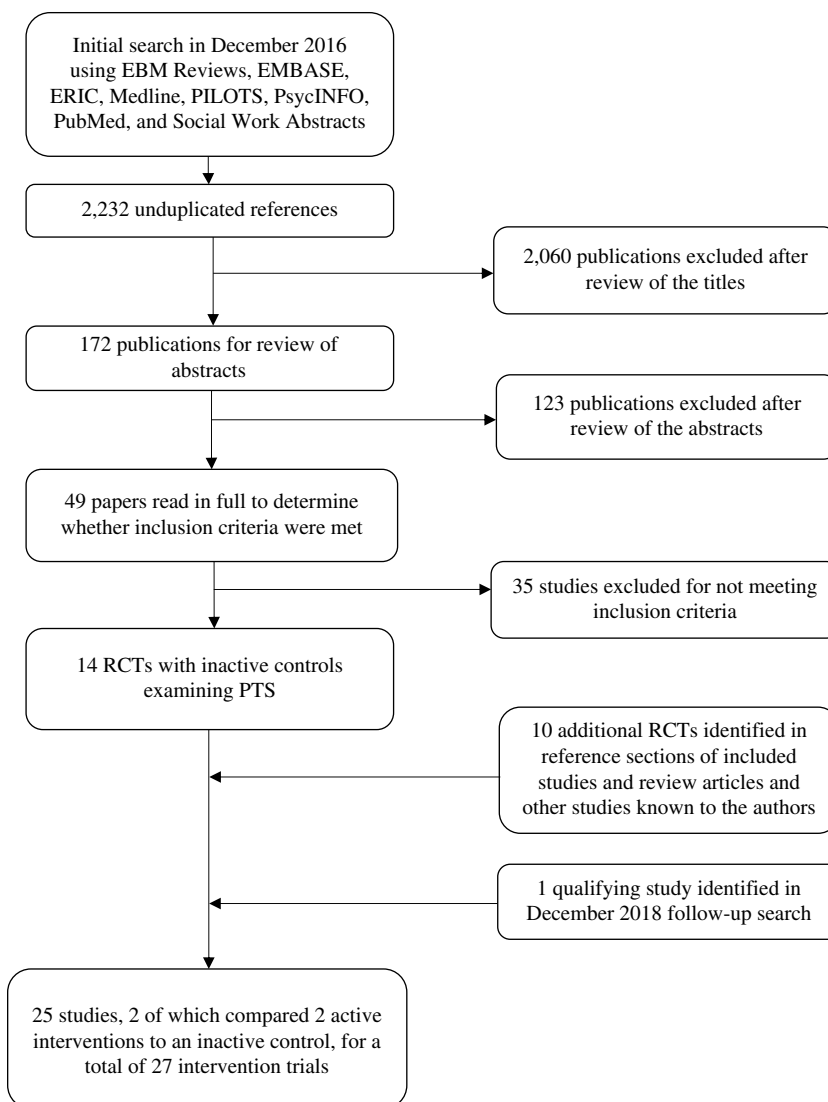 Initial search in December 2016
using EBM Reviews, EMBASE,
ERIC, Medline, PILOTS, PsycINFO,
PubMed, and Social Work Abstracts
2,232 unduplicated references
2,060 publications excluded after
review of the titles
172 publications for review of
abstracts
123 publications excluded after
review of the abstracts
49 papers read in full to determine
whether inclusion criteria were met
35 studies excluded for not meeting
inclusion criteria
14 RCTs with inactive controls
examining PTS
10 additional RCTs identified in
reference sections of included
studies and review articles and
other studies known to the authors
1 qualifying study identified in
December 2018 follow-up search
25 studies, 2 of which compared 2 active
interventions to an inactive control, for a
total of 27 intervention trials